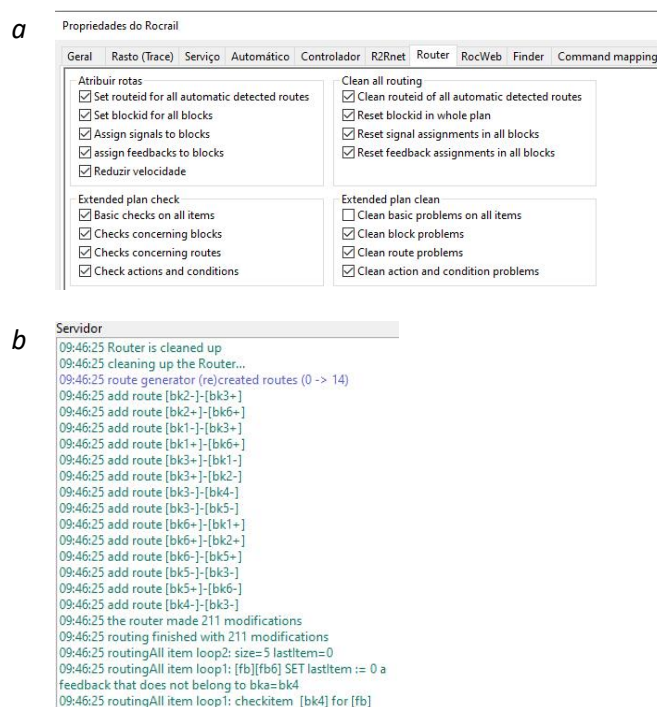 a
Propriedades do Rocrail
Geral Rasto (Trace) Serviço Automático Controlador R2Rnet Router RocWeb Finder Command mapping
Atribuir rotas
Set routeid for all automatic detected routes
Set blockid for all blocks
Assign signals to blocks
assign feedbacks to blocks
Reduzir velocidade
Clean all routing
Clean routeid of all automatic detected routes
Reset blockid in whole plan
Reset signal assignments in all blocks
Reset feedback assignments in all blocks
Extended plan check
Basic checks on all items
Checks concerning blocks
Checks concerning routes
Check actions and conditions
Extended plan clean
Clean basic problems on all items
Clean block problems
Clean route problems
Clean action and condition problems
b
Servidor
09:46:25 Router is cleaned up
09:46:25 cleaning up the Router...
09:46:25 route generator (re)created routes (0 -> 14)
09:46:25 add route [bk2-]-[bk3+]
09:46:25 add route [bk2+]-[bk6+]
09:46:25 add route [bk1-]-[bk3+]
09:46:25 add route [bk1+]-[bk6+]
09:46:25 add route [bk3+]-[bk1-]
09:46:25 add route [bk3+]-[bk2-]
09:46:25 add route [bk3-]-[bk4-]
09:46:25 add route [bk3-]-[bk5-]
09:46:25 add route [bk6+]-[bk1+]
09:46:25 add route [bk6+]-[bk2+]
09:46:25 add route [bk6-]-[bk5+]
09:46:25 add route [bk5-]-[bk3-]
09:46:25 add route [bk5+]-[bk6-]
09:46:25 add route [bk4-]-[bk3-]
09:46:25 the router made 211 modifications
09:46:25 routing finished with 211 modifications
09:46:25 routingAll item loop2: size=5 lastItem=0
09:46:25 routingAll item loop1: [fb][fb6] SET lastItem := 0 a
feedback that does not belong to bka=bk4
09:46:25 routingAll item loop1: checkitem [bk4] for [fb]